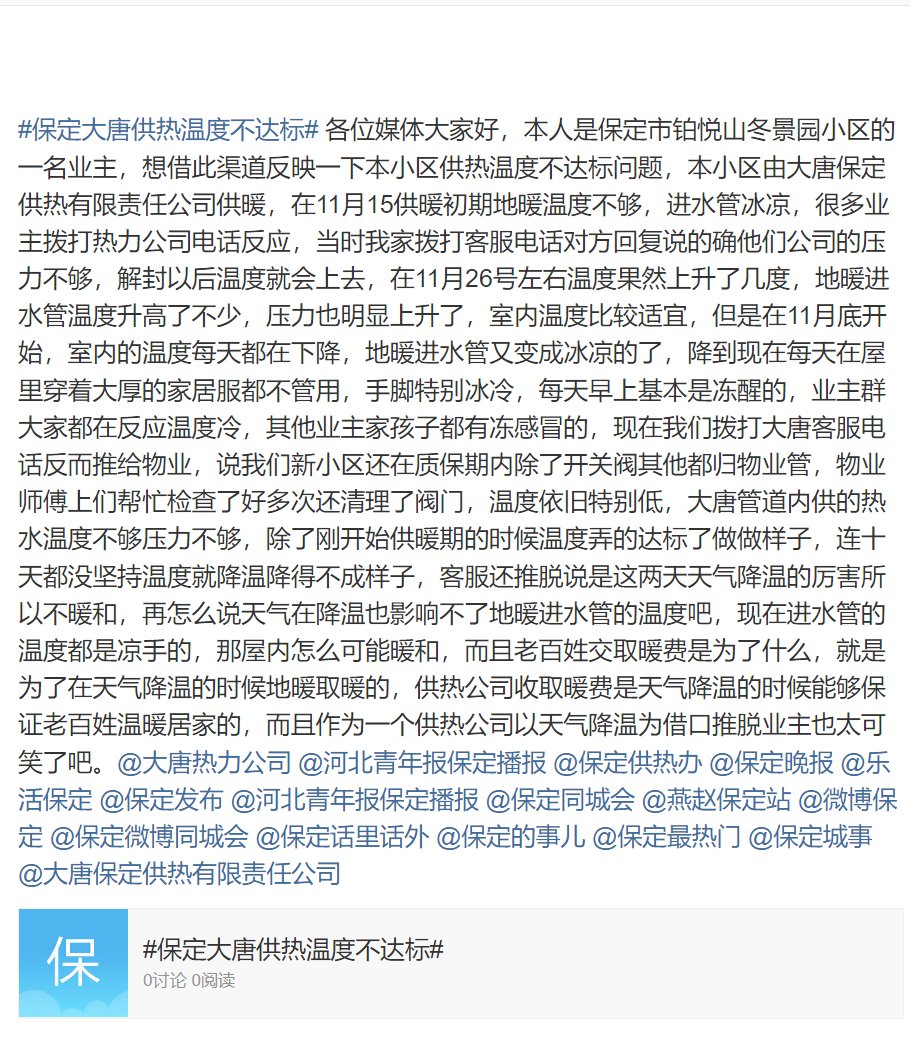 #保定大唐供热温度不达标# 各位媒体大家好，本人是保定市铂悦山冬景园小区的
一名业主，想借此渠道反映一下本小区供热温度不达标问题，本小区由大唐保定
供热有限责任公司供暖，在11月15供暖初期地暖温度不够，进水管冰凉，很多业
主拨打热力公司电话反应，当时我家拨打客服电话对方回复说的确他们公司的压
力不够，解封以后温度就会上去，在11月26号左右温度果然上升了几度，地暖进
水管温度升高了不少，压力也明显上升了，室内温度比较适宜，但是在11月底开
始，室内的温度每天都在下降，地暖进水管又变成冰凉的了，降到现在每天在屋
里穿着大厚的家居服都不管用，手脚特别冰冷，每天早上基本是冻醒的，业主群
大家都在反应温度冷，其他业主家孩子都有冻感冒的，现在我们拨打大唐客服电
话反而推给物业，说我们新小区还在质保期内除了开关阀其他都归物业管，物业
师傅上们帮忙检查了好多次还清理了阀门，温度依旧特别低，大唐管道内供的热
水温度不够压力不够，除了刚开始供暖期的时候温度弄的达标了做做样子，连十
天都没坚持温度就降温降得不成样子，客服还推脱说是这两天天气降温的厉害所
以不暖和，再怎么说天气在降温也影响不了地暖进水管的温度吧，现在进水管的
温度都是凉手的，那屋内怎么可能暖和，而且老百姓交取暖费是为了什么，就是
为了在天气降温的时候地暖取暖的，供热公司收取暖费是天气降温的时候能够保
证老百姓温暖居家的，而且作为一个供热公司以天气降温为借口推脱业主也太可
笑了吧。@大唐热力公司 @河北青年报保定播报 @保定供热办 @保定晚报 @乐
活保定 @保定发布 @河北青年报保定播报 @保定同城会 @燕赵保定站 @微博保
定 @保定微博同城会 @保定话里话外 @保定的事儿 @保定最热门 @保定城事
@大唐保定供热有限责任公司
保
#保定大唐供热温度不达标#
0讨论 0阅读